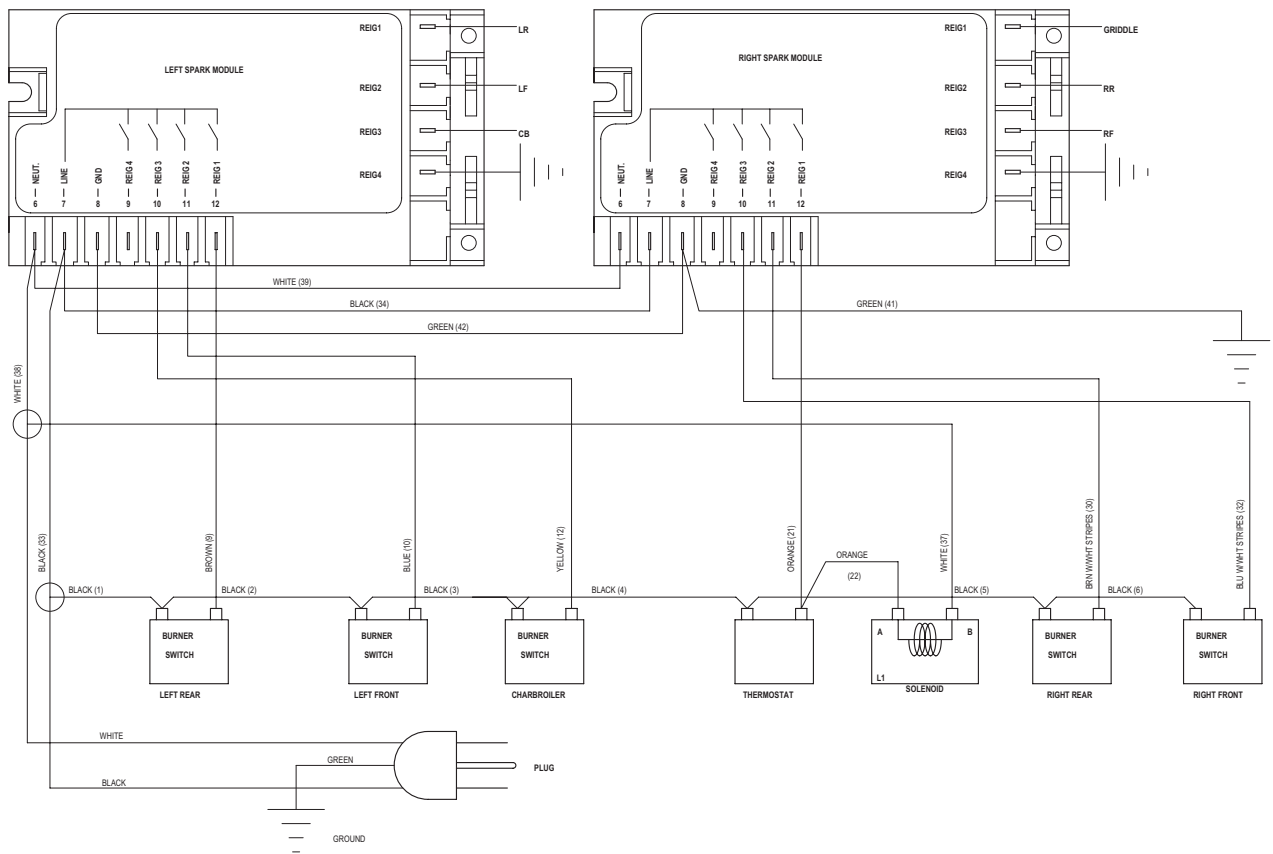 LEFT SPARK MODULE
REIG1
LR
REIG2
LF
REIG3
CB
REIG4
NEUT.
LINE
GND
REIG 4
REIG 3
REIG 2
REIG 1
6
7
8
9
10
11
12
RIGHT SPARK MODULE
REIG1
GRIDDLE
REIG2
RR
REIG3
RF
REIG4
NEUT.
LINE
GND
REIG 4
REIG 3
REIG 2
REIG 1
6
7
8
9
10
11
12
WHITE (39)
BLACK (34)
GREEN (41)
GREEN (42)
WHITE (38)
BLACK (33)
BROWN (9)
BLUE (10)
YELLOW (12)
ORANGE (21)
ORANGE
(22)
WHITE (37)
BRN W/WHT STRIPES (30)
BLU W/WHT STRIPES (32)
BLACK (1)
BLACK (2)
BLACK (3)
BLACK (4)
BLACK (5)
BLACK (6)
BURNER
SWITCH
LEFT REAR
BURNER
SWITCH
LEFT FRONT
BURNER
SWITCH
CHARBROILER
THERMOSTAT
A
B
L1
SOLENOID
BURNER
SWITCH
RIGHT REAR
BURNER
SWITCH
RIGHT FRONT
WHITE
GREEN
BLACK
PLUG
GROUND